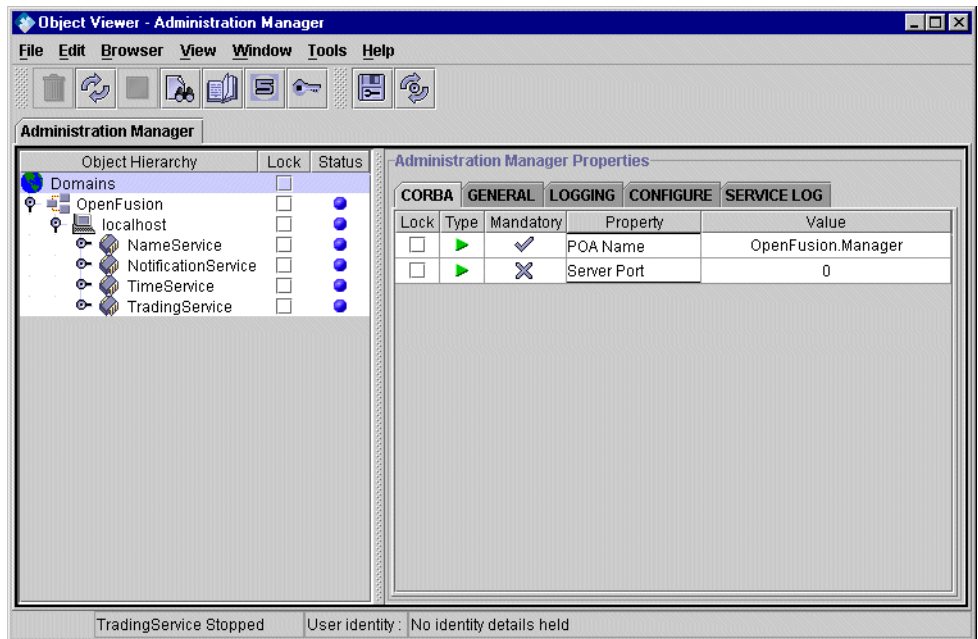 Object Viewer - Administration Manager
File Edit Browser View Window Tools Help
Administration Manager
Object Hierarchy Lock Status
Domains
OpenFusion
localhost
NameService
NotificationService
TimeService
TradingService
Administration Manager Properties
CORBA GENERAL LOGGING CONFIGURE SERVICE LOG
Lock Type Mandatory Property Value
POA Name OpenFusion.Manager
Server Port 0
TradingService Stopped User identity : No identity details held